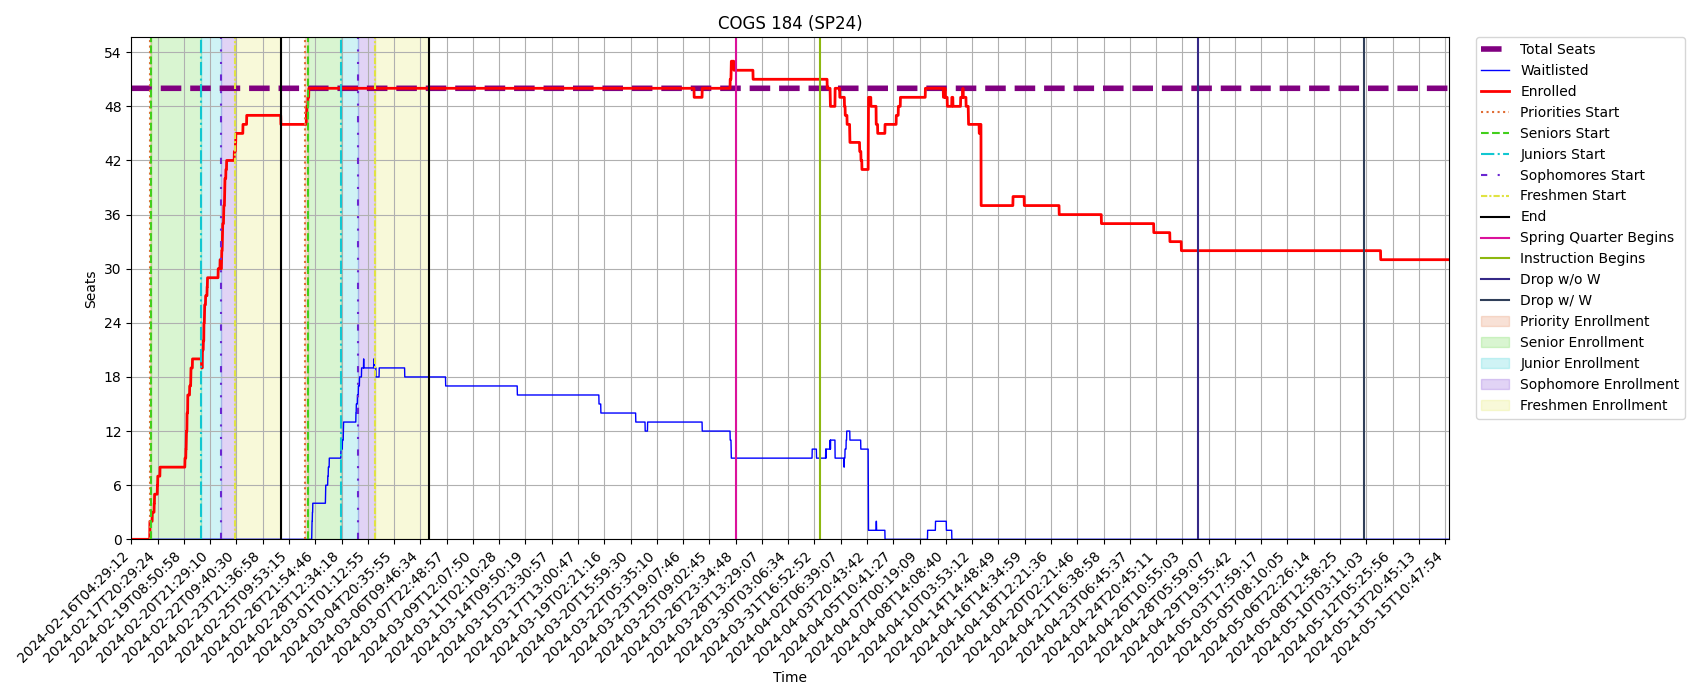 COGS 184 (SP24)
Seats
54
48
42
36
30
24
18
12
6
0
2024-02-16T04:29:12
2024-02-17T20:29:24
2024-02-19T08:50:58
2024-02-20T21:29:10
2024-02-22T09:40:30
2024-02-23T21:36:58
2024-02-25T09:53:15
2024-02-26T21:54:46
2024-02-28T12:34:18
2024-03-01T01:12:55
2024-03-04T20:35:55
2024-03-06T09:46:34
2024-03-07T22:48:57
2024-03-09T12:07:50
2024-03-11T02:10:28
2024-03-14T09:50:19
2024-03-15T23:30:57
2024-03-17T13:00:47
2024-03-19T02:21:16
2024-03-20T15:59:30
2024-03-22T05:35:10
2024-03-23T19:07:46
2024-03-25T09:02:45
2024-03-26T23:34:48
2024-03-28T13:29:07
2024-03-30T03:06:34
2024-03-31T16:52:52
2024-04-02T06:39:07
2024-04-03T20:43:42
2024-04-05T10:41:27
2024-04-07T00:19:09
2024-04-08T14:08:40
2024-04-10T03:53:12
2024-04-14T14:48:49
2024-04-16T14:34:59
2024-04-18T12:21:36
2024-04-20T02:21:46
2024-04-21T16:38:58
2024-04-23T06:45:37
2024-04-24T20:45:11
2024-04-26T10:55:03
2024-04-28T05:59:07
2024-04-29T19:55:42
2024-05-03T17:59:17
2024-05-05T08:10:05
2024-05-06T22:26:14
2024-05-08T12:58:25
2024-05-10T03:11:03
2024-05-12T05:25:56
2024-05-13T20:45:13
2024-05-15T10:47:54
Time
Total Seats
Waitlisted
Enrolled
Priorities Start
Seniors Start
Juniors Start
Sophomores Start
Freshmen Start
End
Spring Quarter Begins
Instruction Begins
Drop w/o W
Drop w/ W
Priority Enrollment
Senior Enrollment
Junior Enrollment
Sophomore Enrollment
Freshmen Enrollment